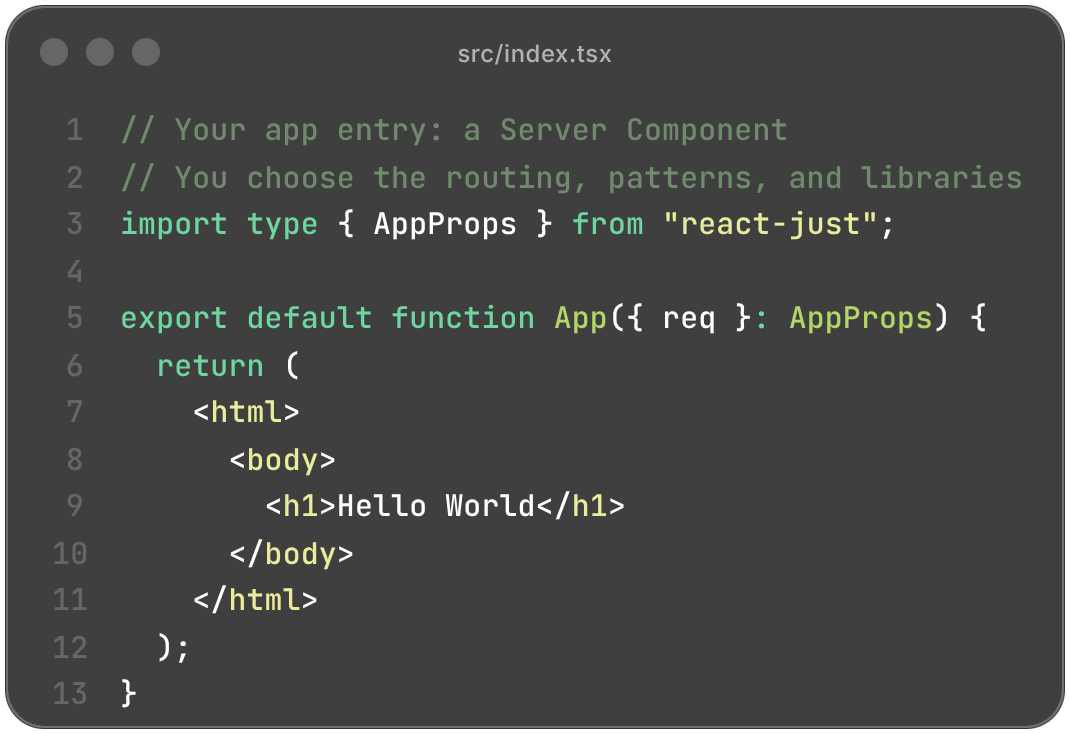 src/index.tsx
1 // Your app entry: a Server Component
2 // You choose the routing, patterns, and libraries
3 import type { AppProps } from "react-just";
4
5 export default function App({ req }: AppProps) {
6   return (
7     <html>
8       <body>
9         <h1>Hello World</h1>
10       </body>
11     </html>
12   );
13 }